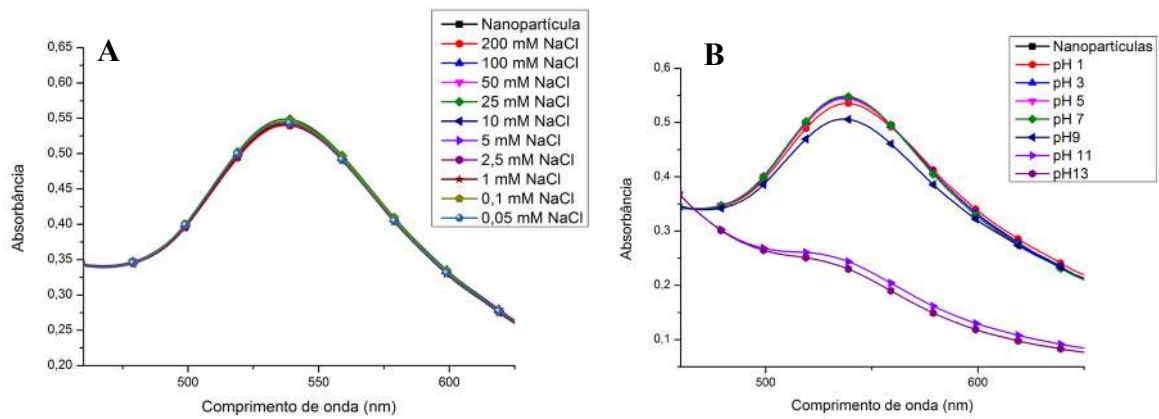 A
Nanopartícula
200 mM NaCl
100 mM NaCl
50 mM NaCl
25 mM NaCl
10 mM NaCl
5 mM NaCl
2,5 mM NaCl
1 mM NaCl
0,1 mM NaCl
0,05 mM NaCl
0,65
0,60
0,55
0,50
0,45
0,40
0,35
0,30
0,25
0,20
Absorbância
500
550
600
Comprimento de onda (nm)
B
Nanopartículas
pH 1
pH 3
pH 5
pH 7
pH9
pH 11
pH13
0,6
0,5
0,4
0,3
0,2
0,1
Absorbância
500
600
Comprimento de onda (nm)